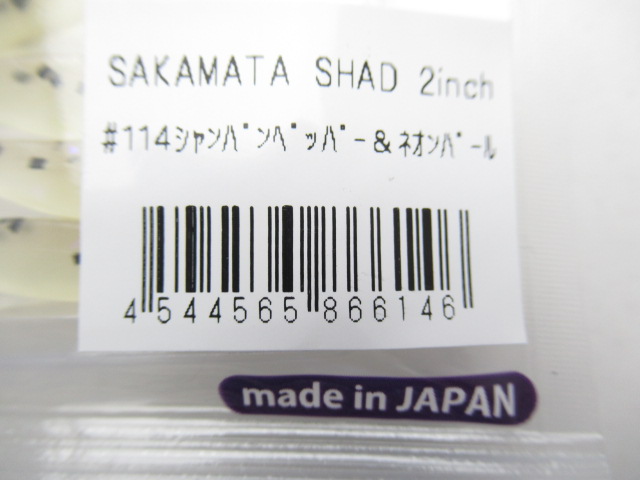 SAKAMATA SHAD 2inch
#114ｼｬﾝﾊﾟﾝﾍﾟｯﾊﾟｰ&ﾈｵﾝﾊﾟｰﾙ
4 544565 866146
made in JAPAN